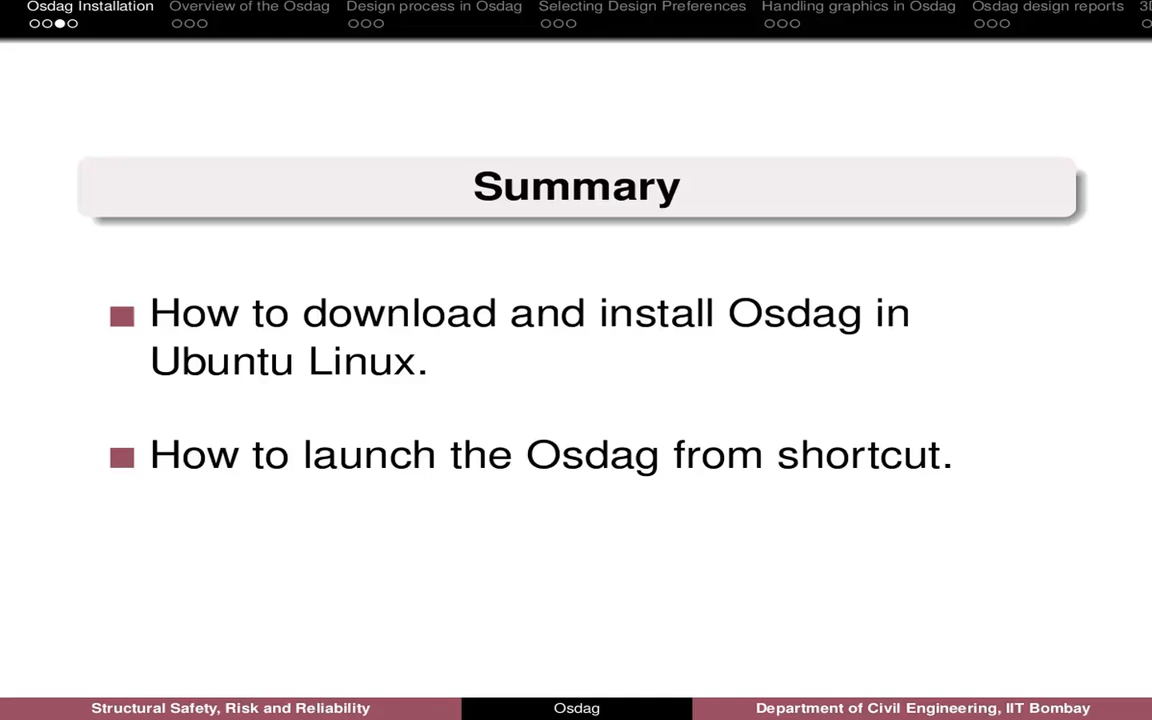 Osdag Installation Overview of the Osdag Design process in Osdag Selecting Design Preferences Handling graphics in Osdag Osdag design reports
Summary
How to download and install Osdag in
Ubuntu Linux.
How to launch the Osdag from shortcut.
Structural Safety, Risk and Reliability Osdag Department of Civil Engineering, IIT Bombay